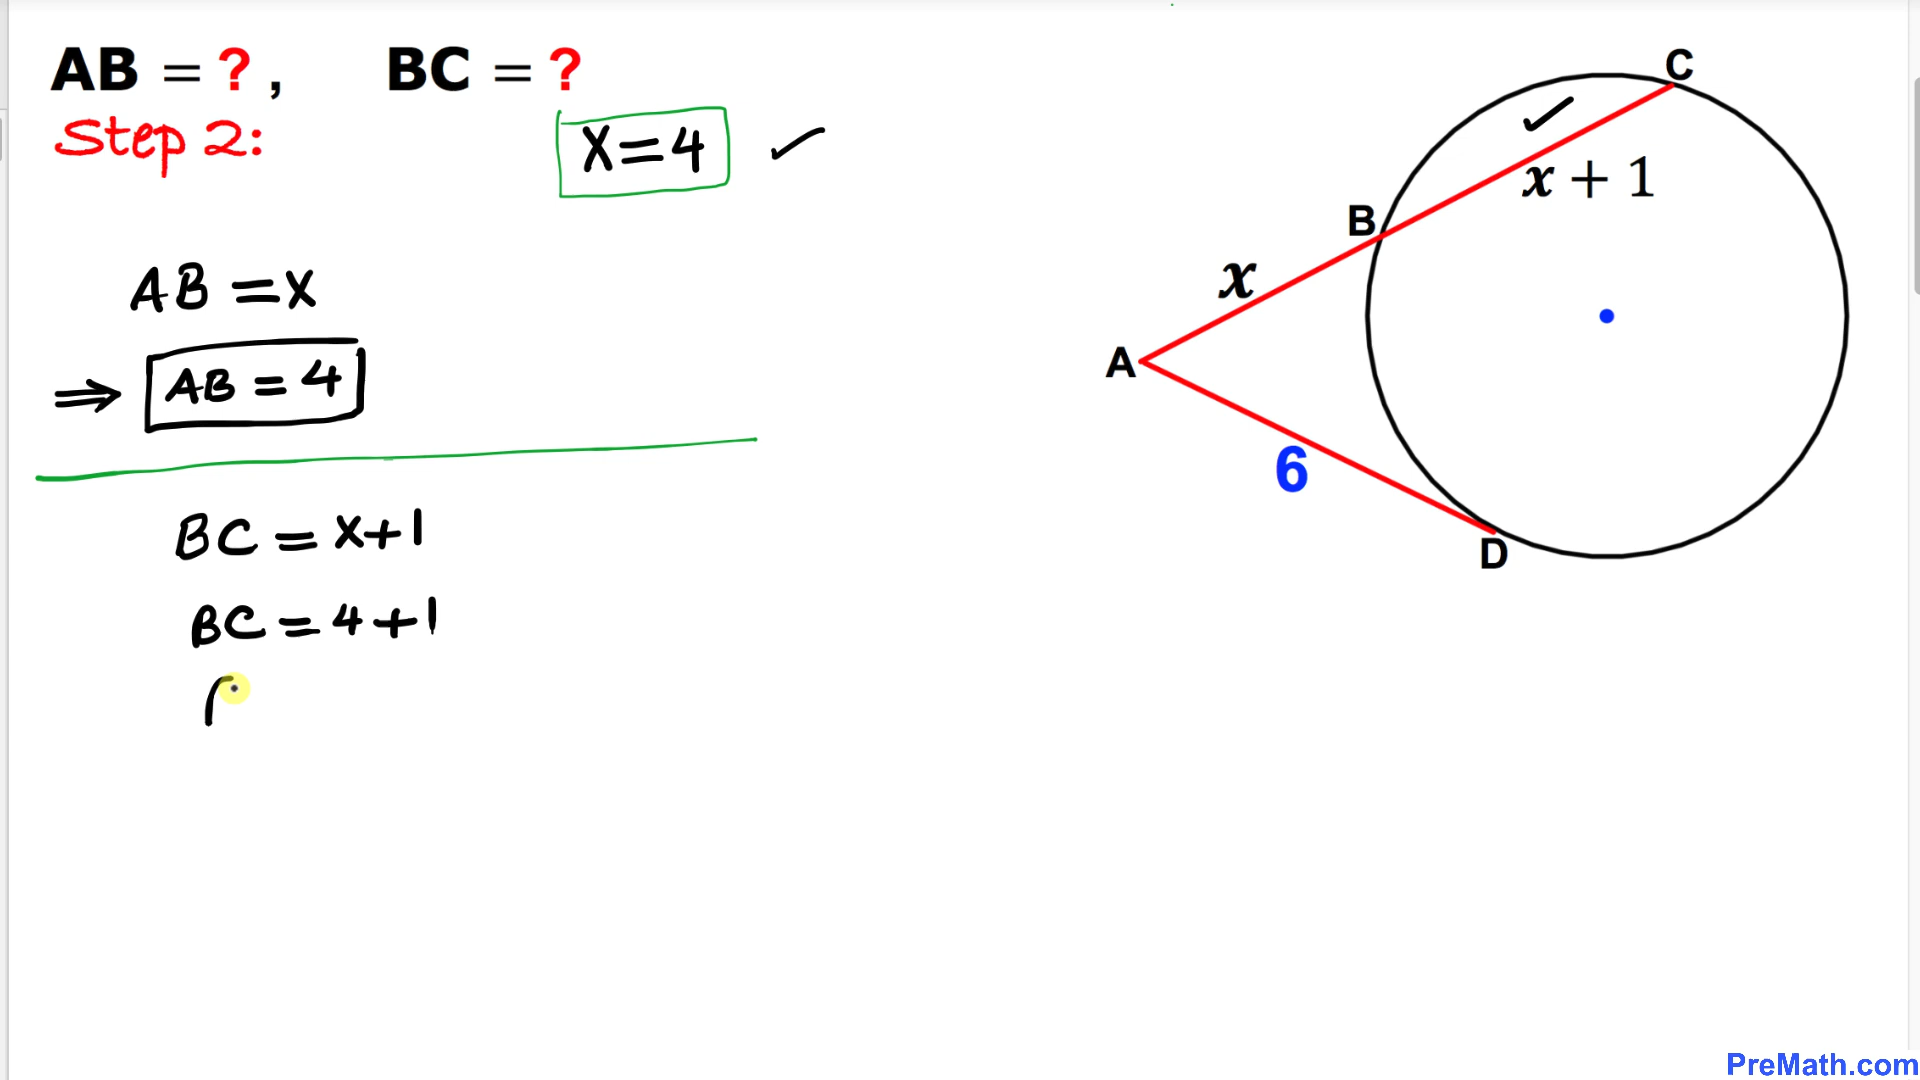 AB = ? , BC = ?
Step 2:
X=4
AB = X
⇒ AB = 4
BC = X+1
BC = 4+1
C
x + 1
B
x
A
6
D
PreMath.com